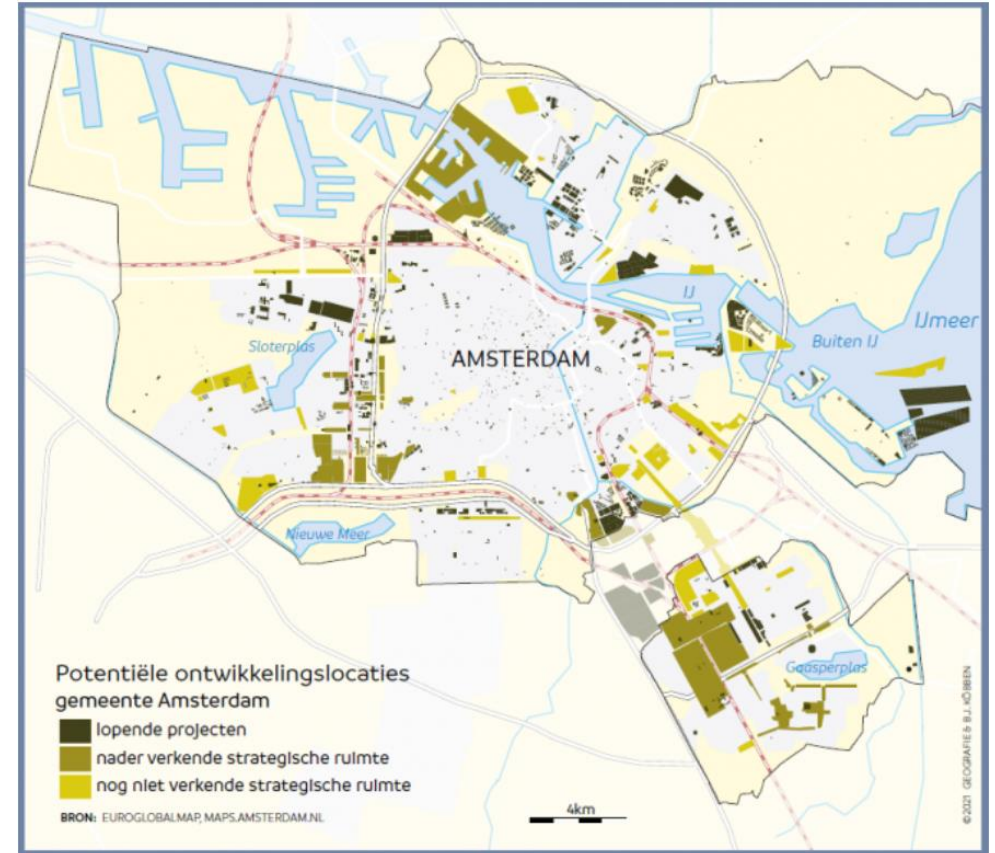 IJmeer
IJ
Buiten IJ
Sloterplas
AMSTERDAM
Nieuwe Meer
Gaasperplas
Potentiële ontwikkelingslocaties
gemeente Amsterdam
lopende projecten
nader verkende strategische ruimte
nog niet verkende strategische ruimte
BRON: EUROGLOBALMAP, MAPS.AMSTERDAM.NL
4km
©2021 GEOGRAFIE & B.J. KÖBBEN